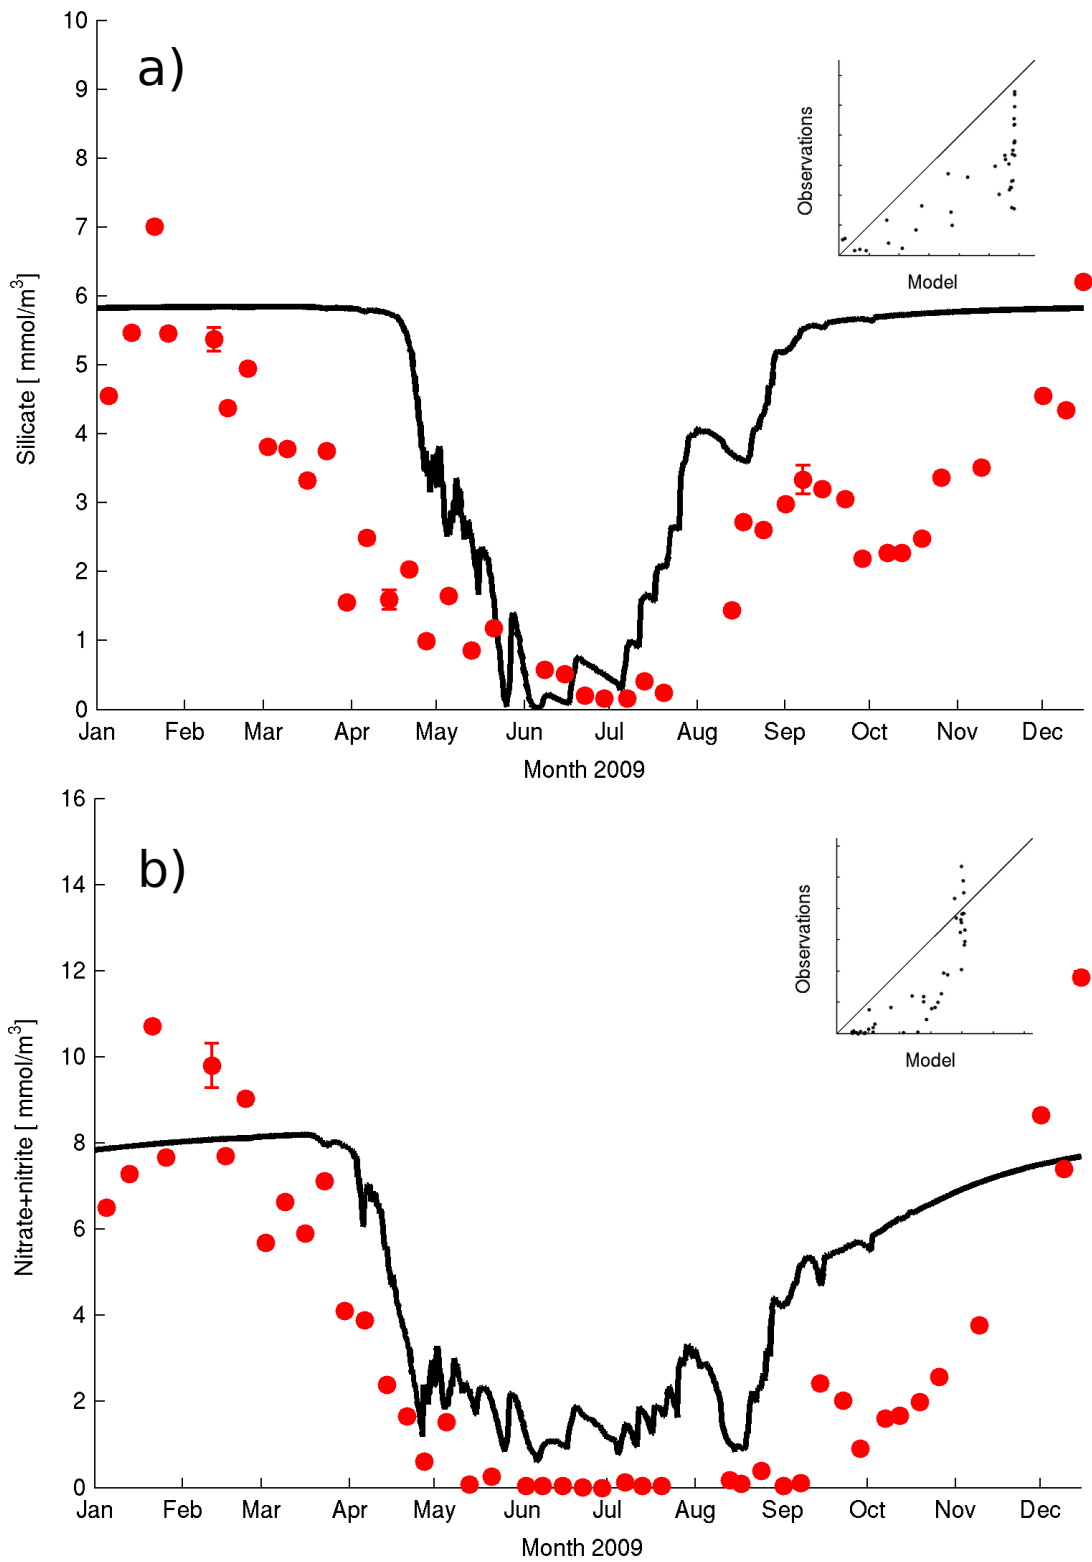 a)
10
9
8
7
6
5
4
3
2
1
0
Silicate [ mmol/m³]
Jan Feb Mar Apr May Jun Jul Aug Sep Oct Nov Dec
Month 2009
Observations
Model
b)
16
14
12
10
8
6
4
2
0
Nitrate+nitrite [ mmol/m³]
Jan Feb Mar Apr May Jun Jul Aug Sep Oct Nov Dec
Month 2009
Observations
Model